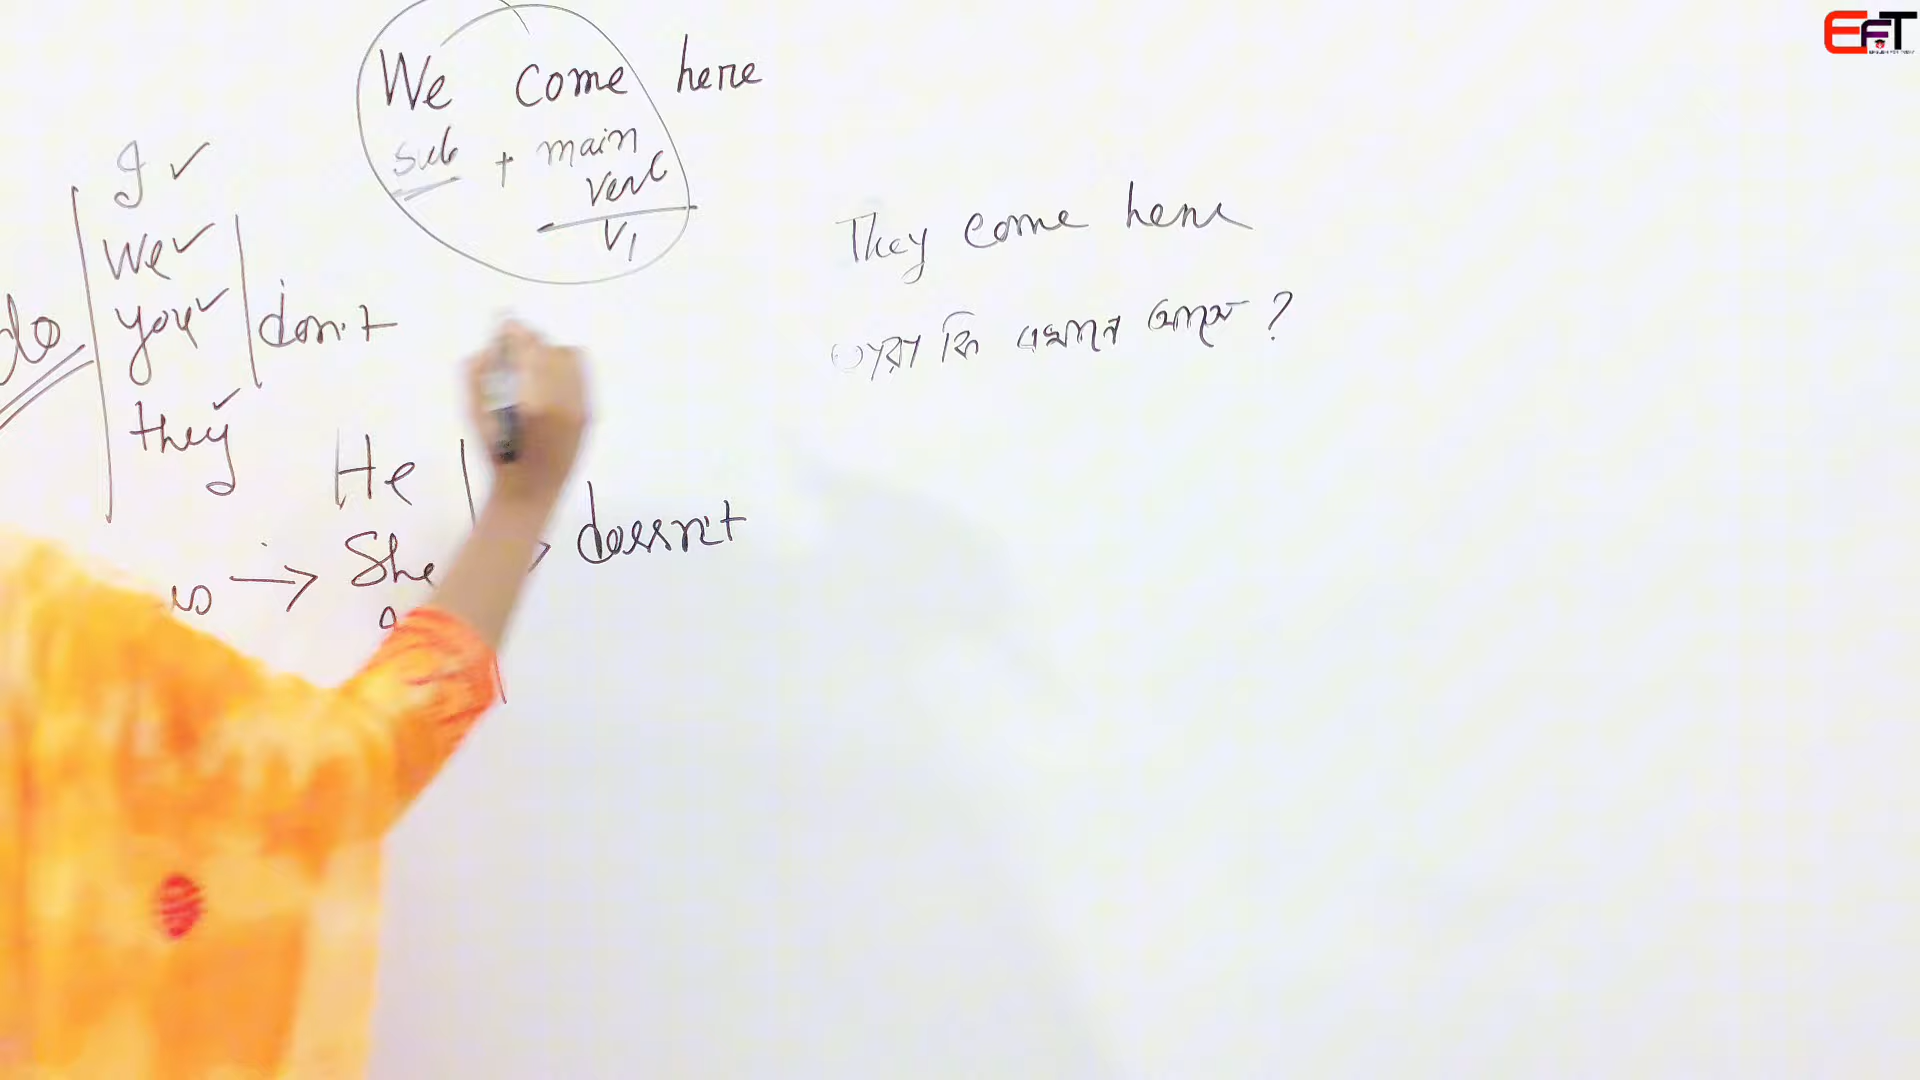 We come here
sub + main
verb
V1
I ✓
We ✓
you ✓
they ✓
do
don't
He
She
doesn't
They come here
তারা কি এখানে আসে ?
EFT